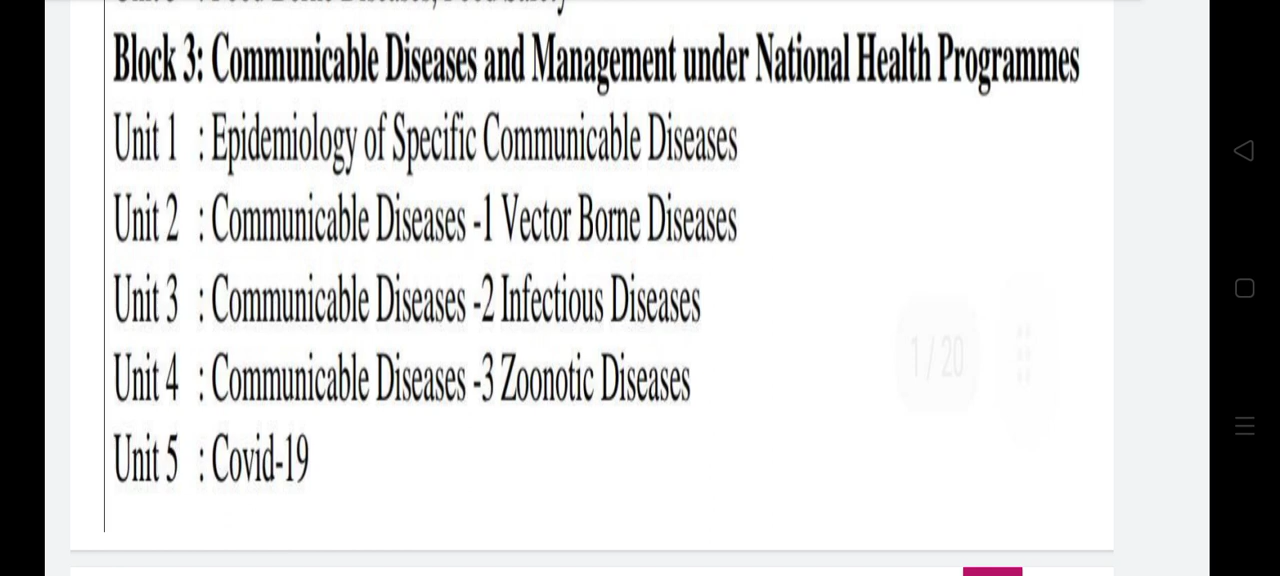 Block 3: Communicable Diseases and Management under National Health Programmes
Unit 1 : Epidemiology of Specific Communicable Diseases
Unit 2 : Communicable Diseases -1 Vector Borne Diseases
Unit 3 : Communicable Diseases -2 Infectious Diseases
Unit 4 : Communicable Diseases -3 Zoonotic Diseases
1 / 20
Unit 5 : Covid-19